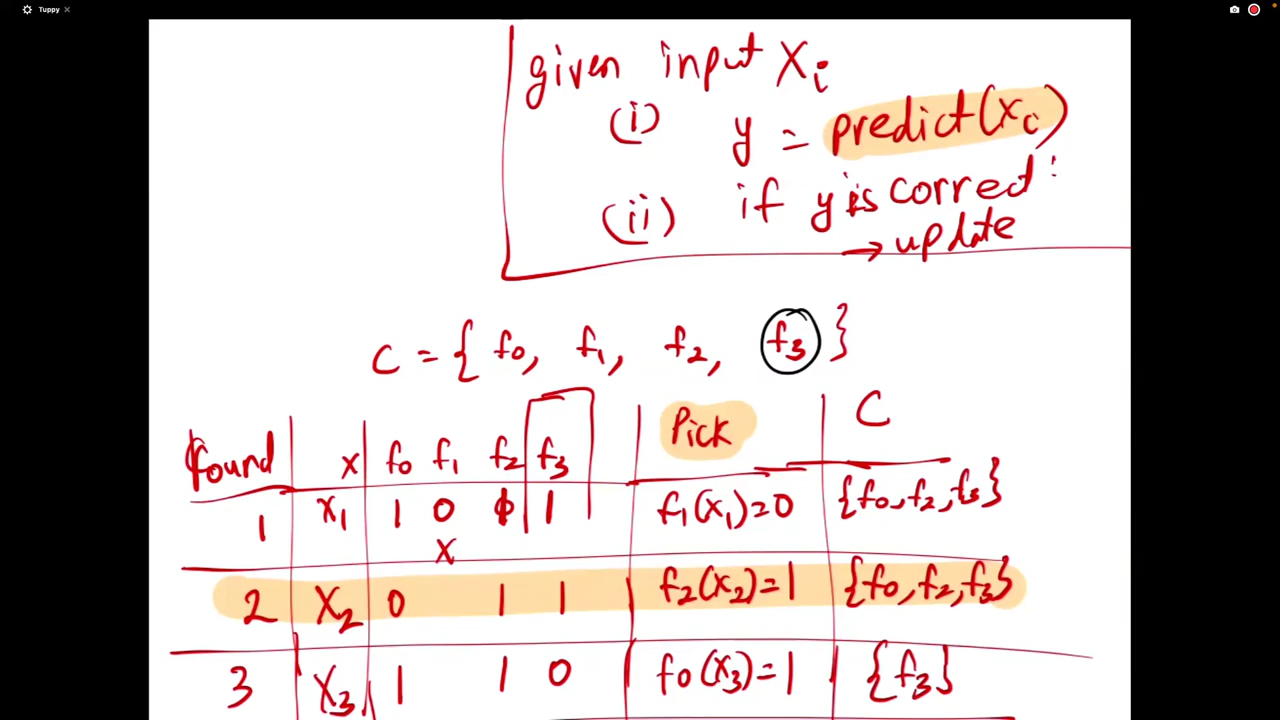 Tuppy
given input Xi
(i) y = predict(xi)
(ii) if y is correct:
→ update
C = { f0, f1, f2, f3 }
round x f0 f1 f2 f3 Pick C
1 x1 1 0 1 f1(x1)=0 {f0, f2, f3}
X
2 X2 0 1 1 f2(x2)=1 {f0, f2, f3}
3 X3 1 1 0 f0(x3)=1 {f3}